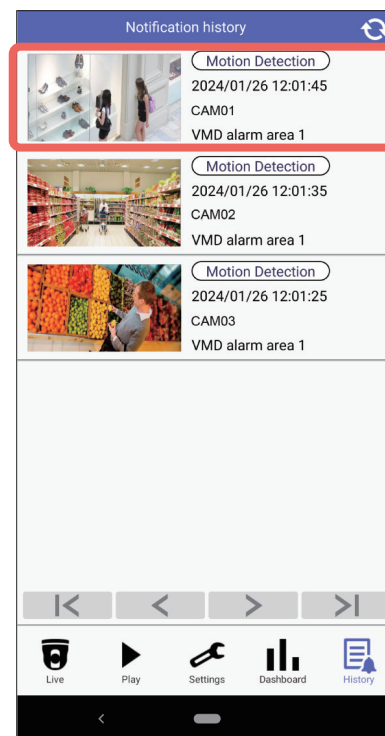 Notification history
Motion Detection
2024/01/26 12:01:45
CAM01
VMD alarm area 1
Motion Detection
2024/01/26 12:01:35
CAM02
VMD alarm area 1
Motion Detection
2024/01/26 12:01:25
CAM03
VMD alarm area 1
Live
Play
Settings
Dashboard
History